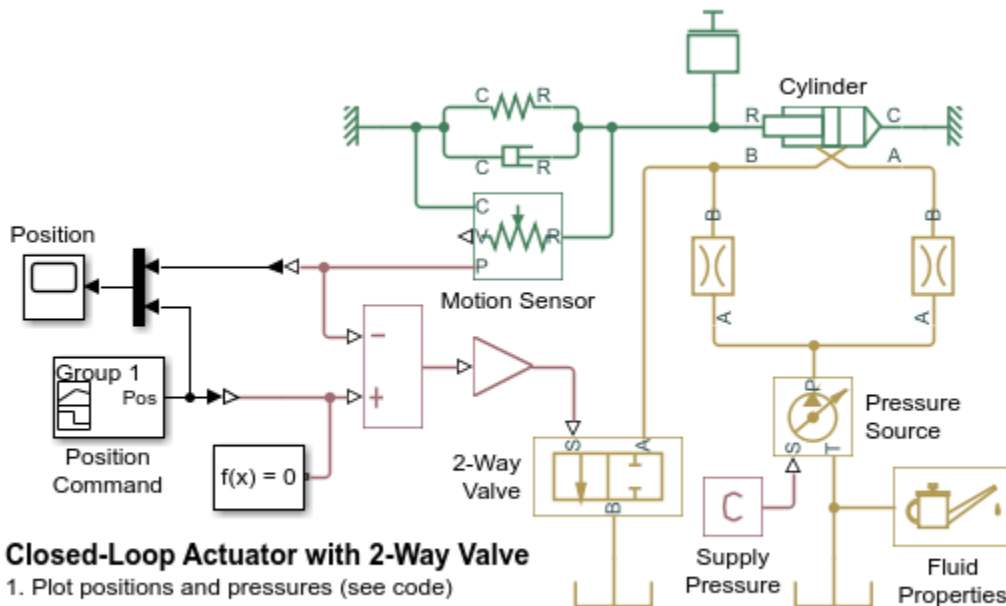 Cylinder
C R
R C
B A
C R
C
V R
P
B B
Position
Motion Sensor
A A
−
Group 1
Pos
+
P
Pressure
Source
Position
Command
S A
2-Way
Valve
S T
f(x) = 0
B
C
Closed-Loop Actuator with 2-Way Valve
Supply
Pressure
Fluid
Properties
1. Plot positions and pressures (see code)